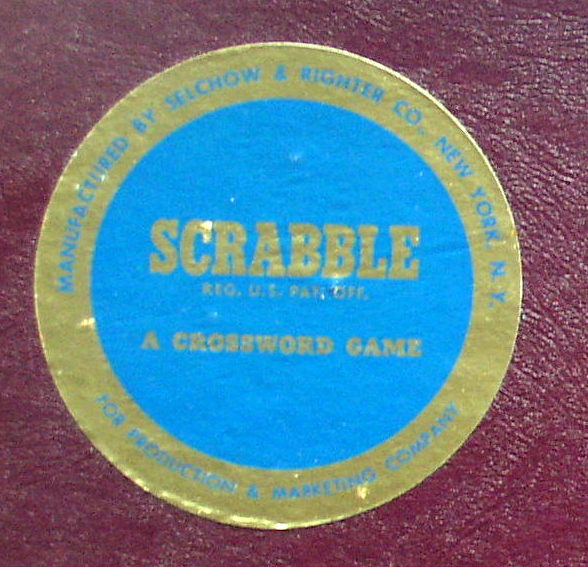 MANUFACTURED BY SELCHOW & RIGHTER CO., NEW YORK, N.Y.
SCRABBLE
REG. U.S. PAT. OFF.
A CROSSWORD GAME
FOR PRODUCTION & MARKETING COMPANY